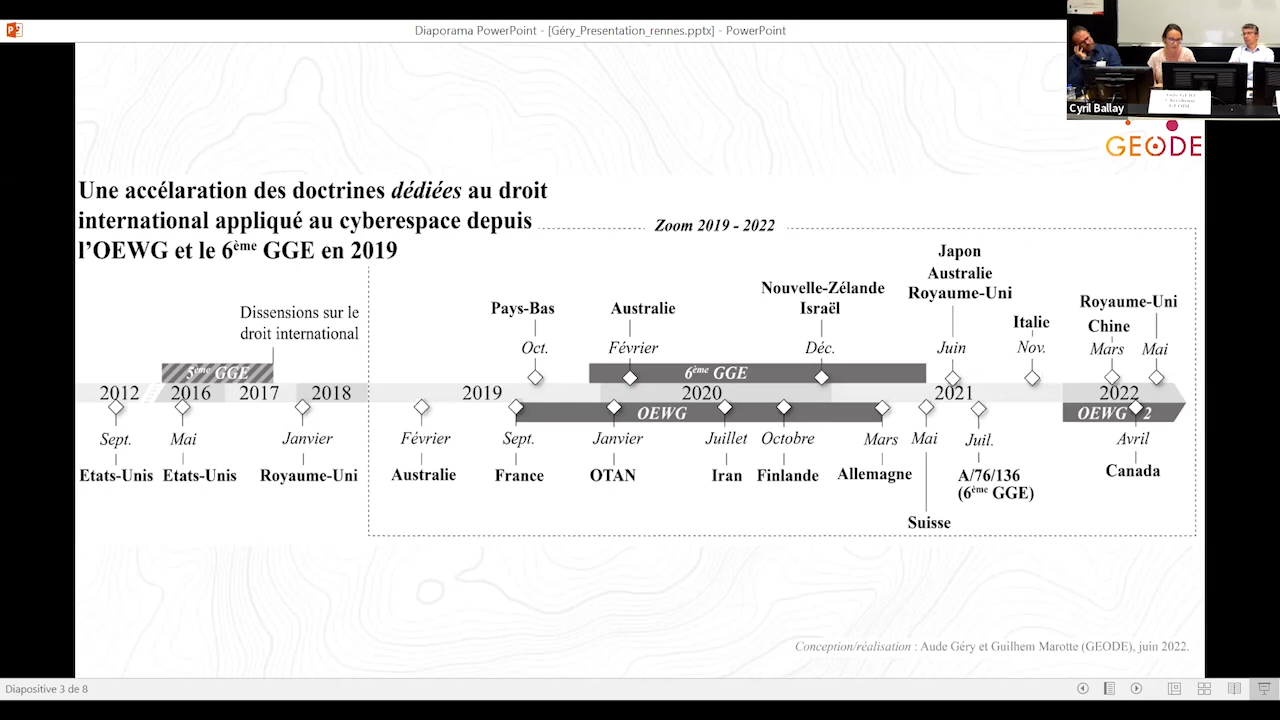 Diaporama PowerPoint - [Géry_Presentation_rennes.pptx] - PowerPoint
Cyril Ballay
GEODE
GEODE
Une accélaration des doctrines dédiées au droit
international appliqué au cyberespace depuis
l'OEWG et le 6ème GGE en 2019
Zoom 2019 - 2022
Dissensions sur le
droit international
Pays-Bas
Oct.
Australie
Février
Nouvelle-Zélande
Israël
Déc.
Japon
Australie
Royaume-Uni
Juin
Italie
Nov.
Chine
Mars
Royaume-Uni
Mai
5ème GGE
6ème GGE
2012
2016
2017
2018
2019
2020
2021
2022
OEWG
OEWG 2
Sept.
Etats-Unis
Mai
Etats-Unis
Janvier
Royaume-Uni
Février
Australie
Sept.
France
Janvier
OTAN
Juillet
Iran
Octobre
Finlande
Mars
Allemagne
Mai
Suisse
Juil.
A/76/136
(6ème GGE)
Avril
Canada
Conception/réalisation : Aude Géry et Guilhem Marotte (GEODE), juin 2022.
Diapositive 3 de 8